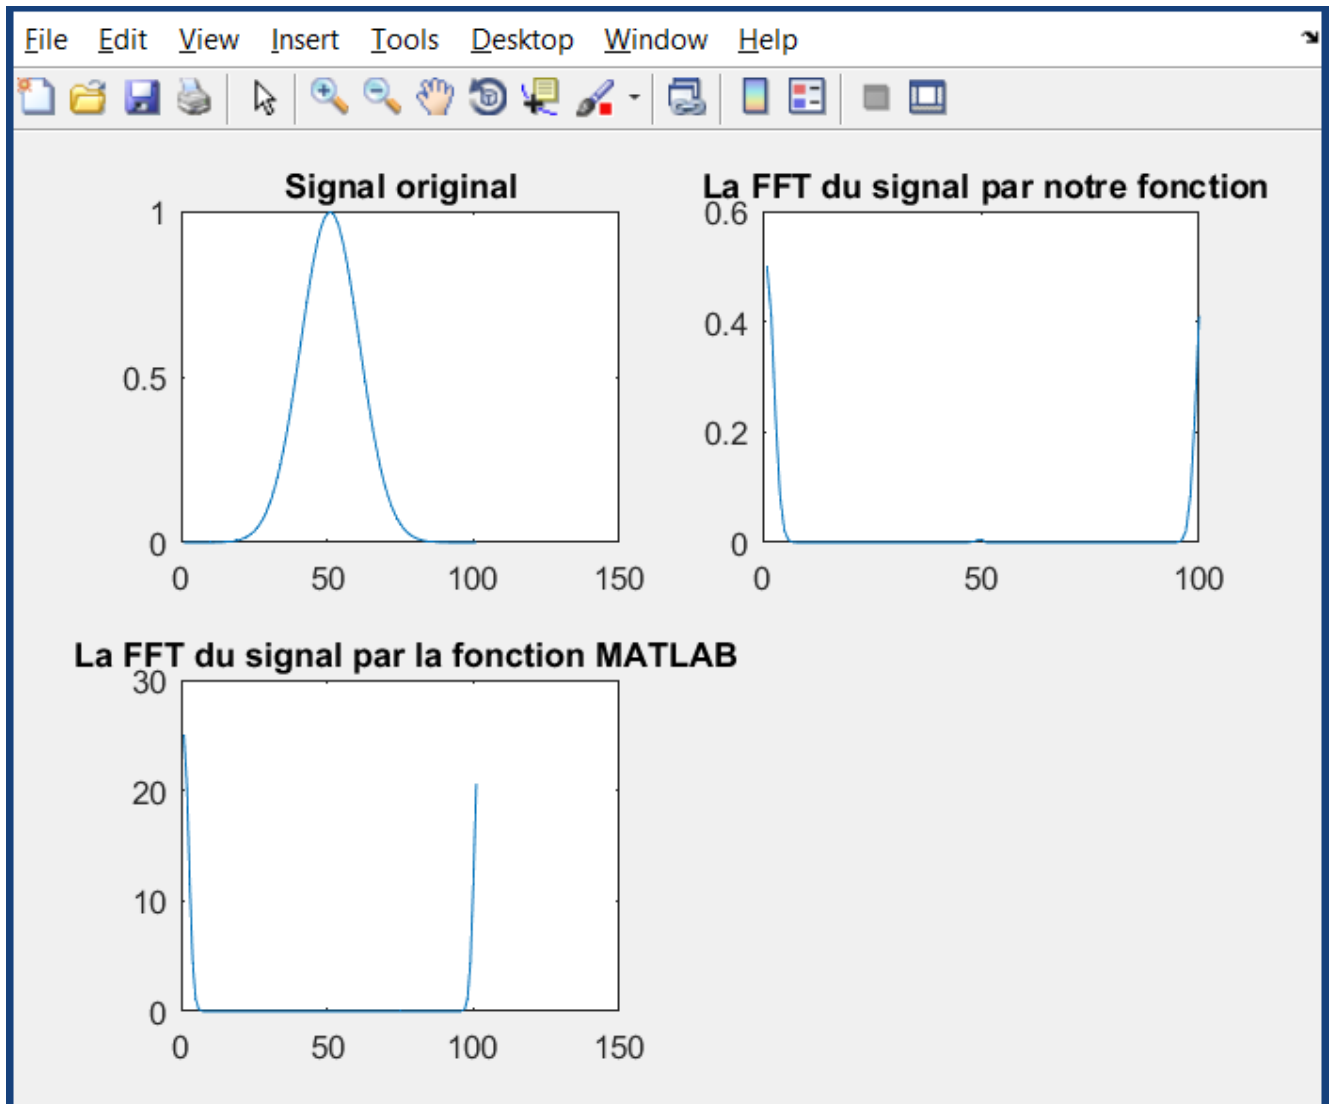 File Edit View Insert Tools Desktop Window Help
Signal original
1
0.5
0
0 50 100 150
La FFT du signal par notre fonction
0.6
0.4
0.2
0
0 50 100
La FFT du signal par la fonction MATLAB
30
20
10
0
0 50 100 150